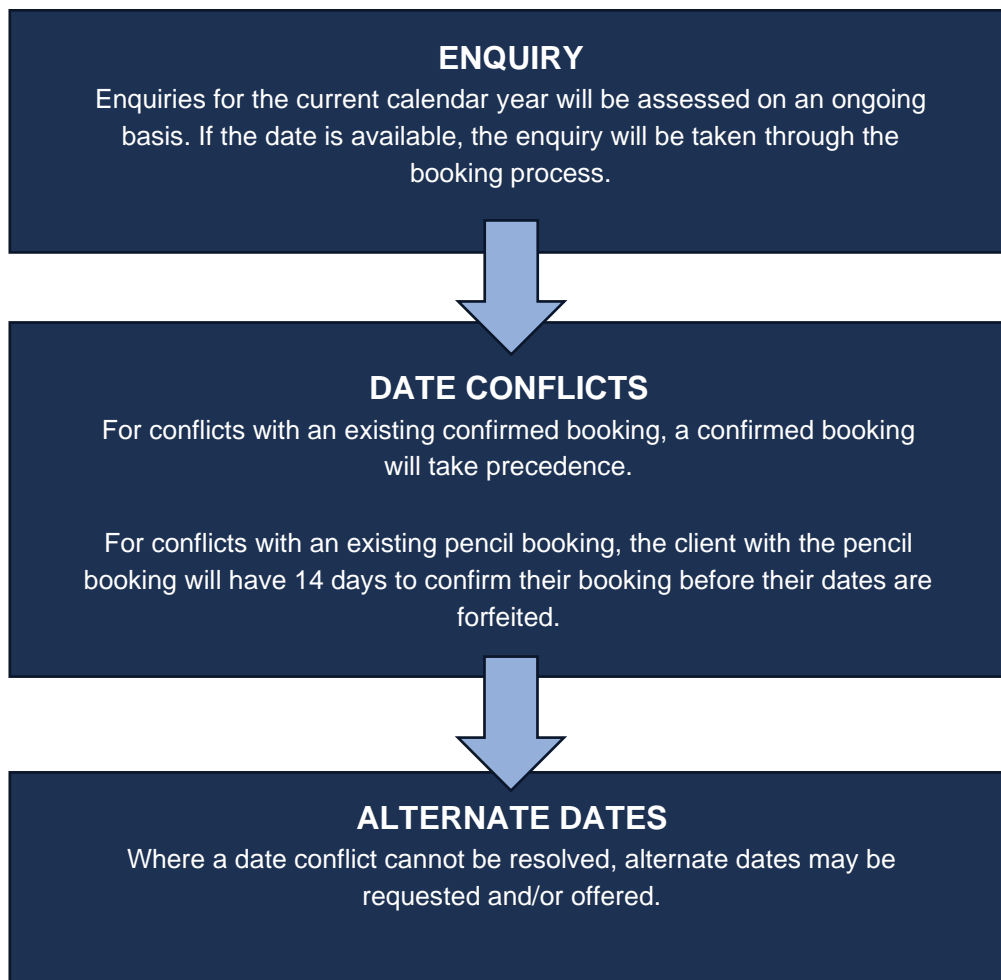 ENQUIRY
Enquiries for the current calendar year will be assessed on an ongoing
basis. If the date is available, the enquiry will be taken through the
booking process.
DATE CONFLICTS
For conflicts with an existing confirmed booking, a confirmed booking
will take precedence.
For conflicts with an existing pencil booking, the client with the pencil
booking will have 14 days to confirm their booking before their dates are
forfeited.
ALTERNATE DATES
Where a date conflict cannot be resolved, alternate dates may be
requested and/or offered.